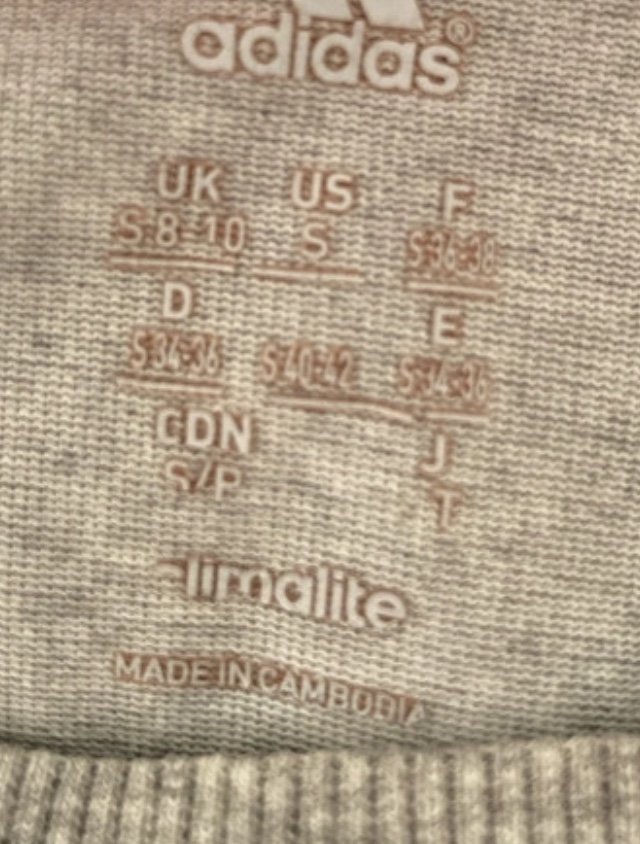 adidas®
UK US F
S 8-10 S S 36-38
D E
S 34-36 S 40-42 S 34-36
CDN J
S/P T
climalite
MADE IN CAMBODIA